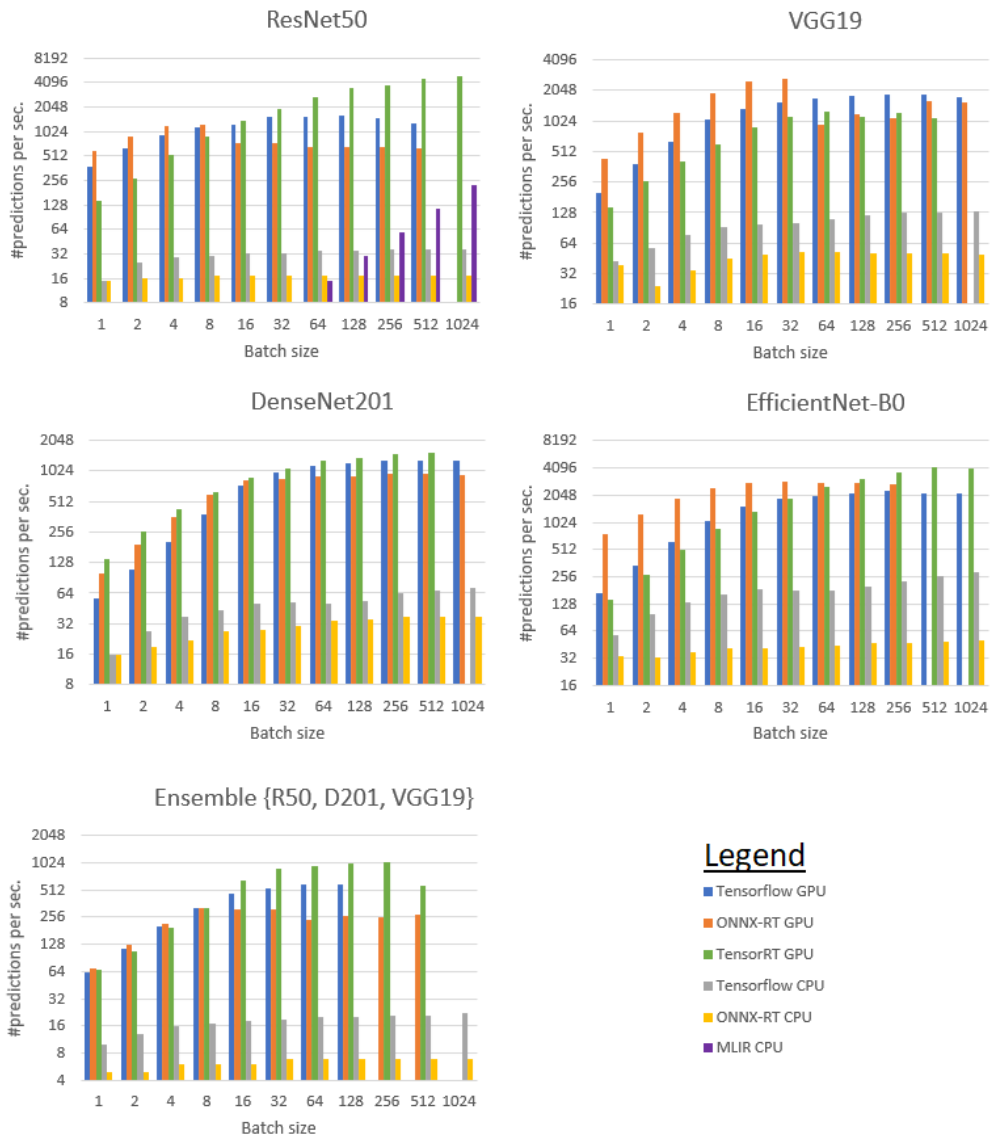 ResNet50
8192
4096
2048
1024
512
256
128
64
32
16
8
#predictions per sec.
1 2 4 8 16 32 64 128 256 512 1024
Batch size
VGG19
4096
2048
1024
512
256
128
64
32
16
#predictions per sec.
1 2 4 8 16 32 64 128 256 512 1024
Batch size
DenseNet201
2048
1024
512
256
128
64
32
16
8
#predictions per sec.
1 2 4 8 16 32 64 128 256 512 1024
Batch size
EfficientNet-B0
8192
4096
2048
1024
512
256
128
64
32
16
#predictions per sec.
1 2 4 8 16 32 64 128 256 512 1024
Batch size
Ensemble {R50, D201, VGG19}
2048
1024
512
256
128
64
32
16
8
4
#predictions per sec.
1 2 4 8 16 32 64 128 256 512 1024
Batch size
Legend
Tensorflow GPU
ONNX-RT GPU
TensorRT GPU
Tensorflow CPU
ONNX-RT CPU
MLIR CPU